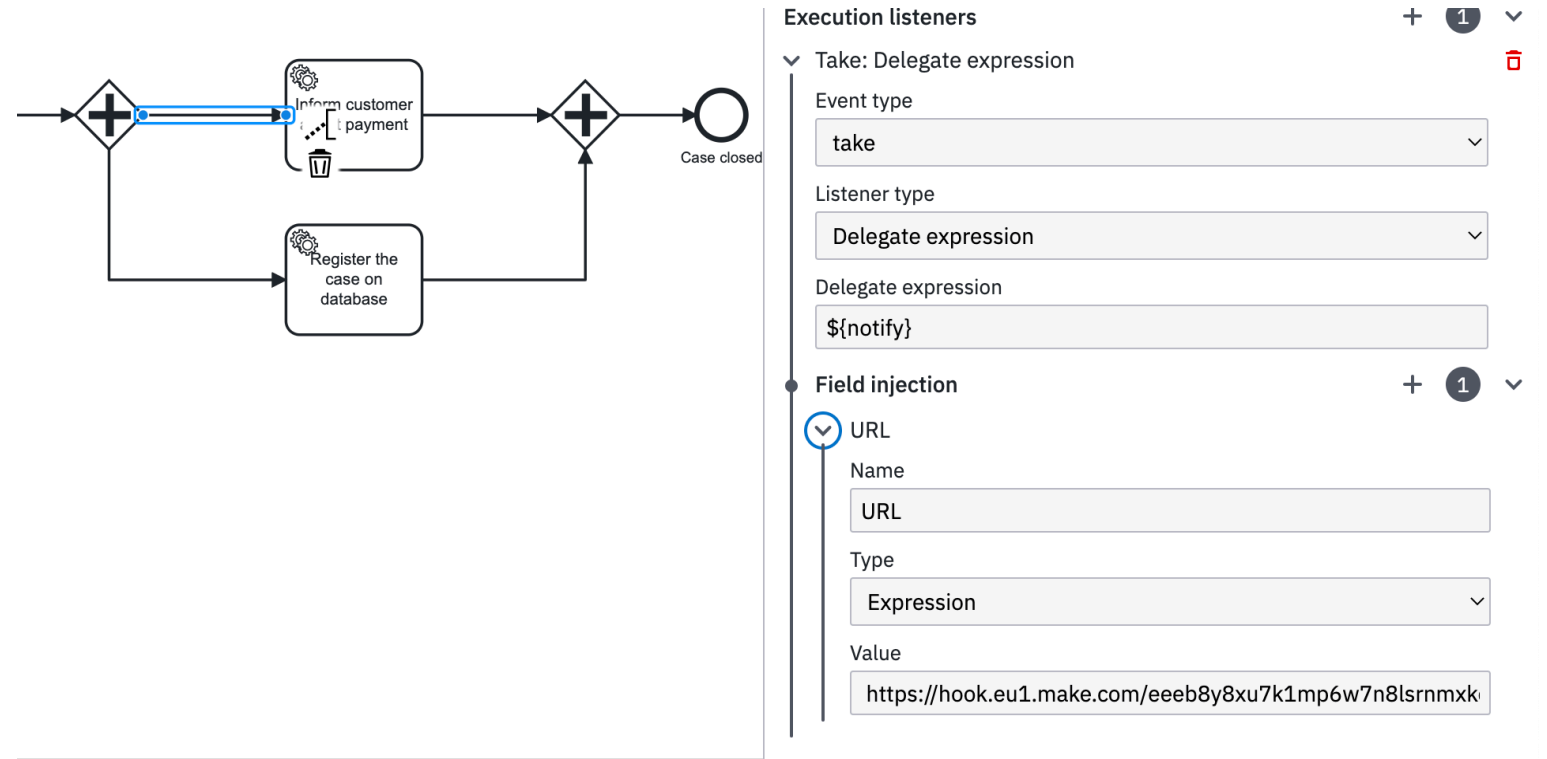 Inform customer
payment
Case closed
Register the
case on
database
Execution listeners
1
Take: Delegate expression
Event type
take
Listener type
Delegate expression
Delegate expression
${notify}
Field injection
1
URL
Name
URL
Type
Expression
Value
https://hook.eu1.make.com/eeeb8y8xu7k1mp6w7n8lsrnmxk